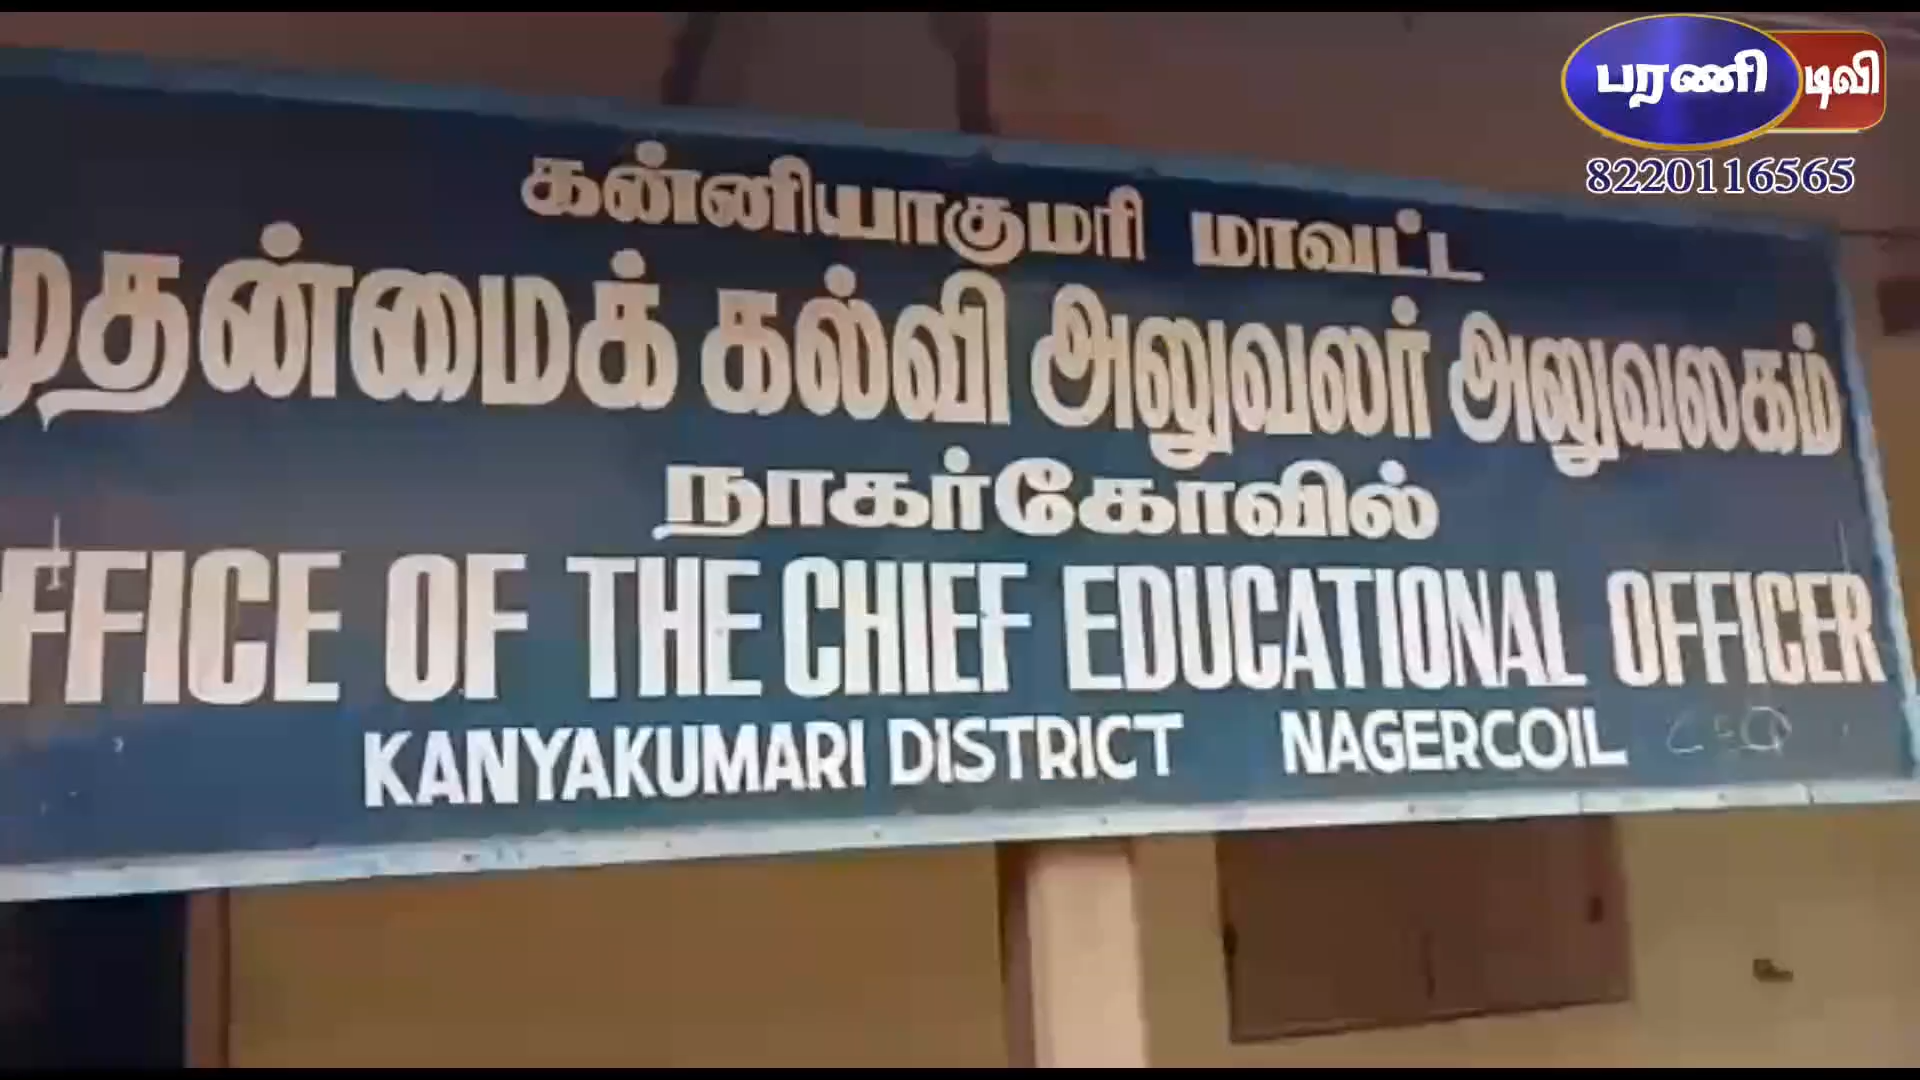 பரணி டிவி
8220116565
கன்னியாகுமரி மாவட்ட
முதன்மைக் கல்வி அலுவலர் அலுவலகம்
நாகர்கோவில்
FFICE OF THE CHIEF EDUCATIONAL OFFICER
KANYAKUMARI DISTRICT NAGERCOIL